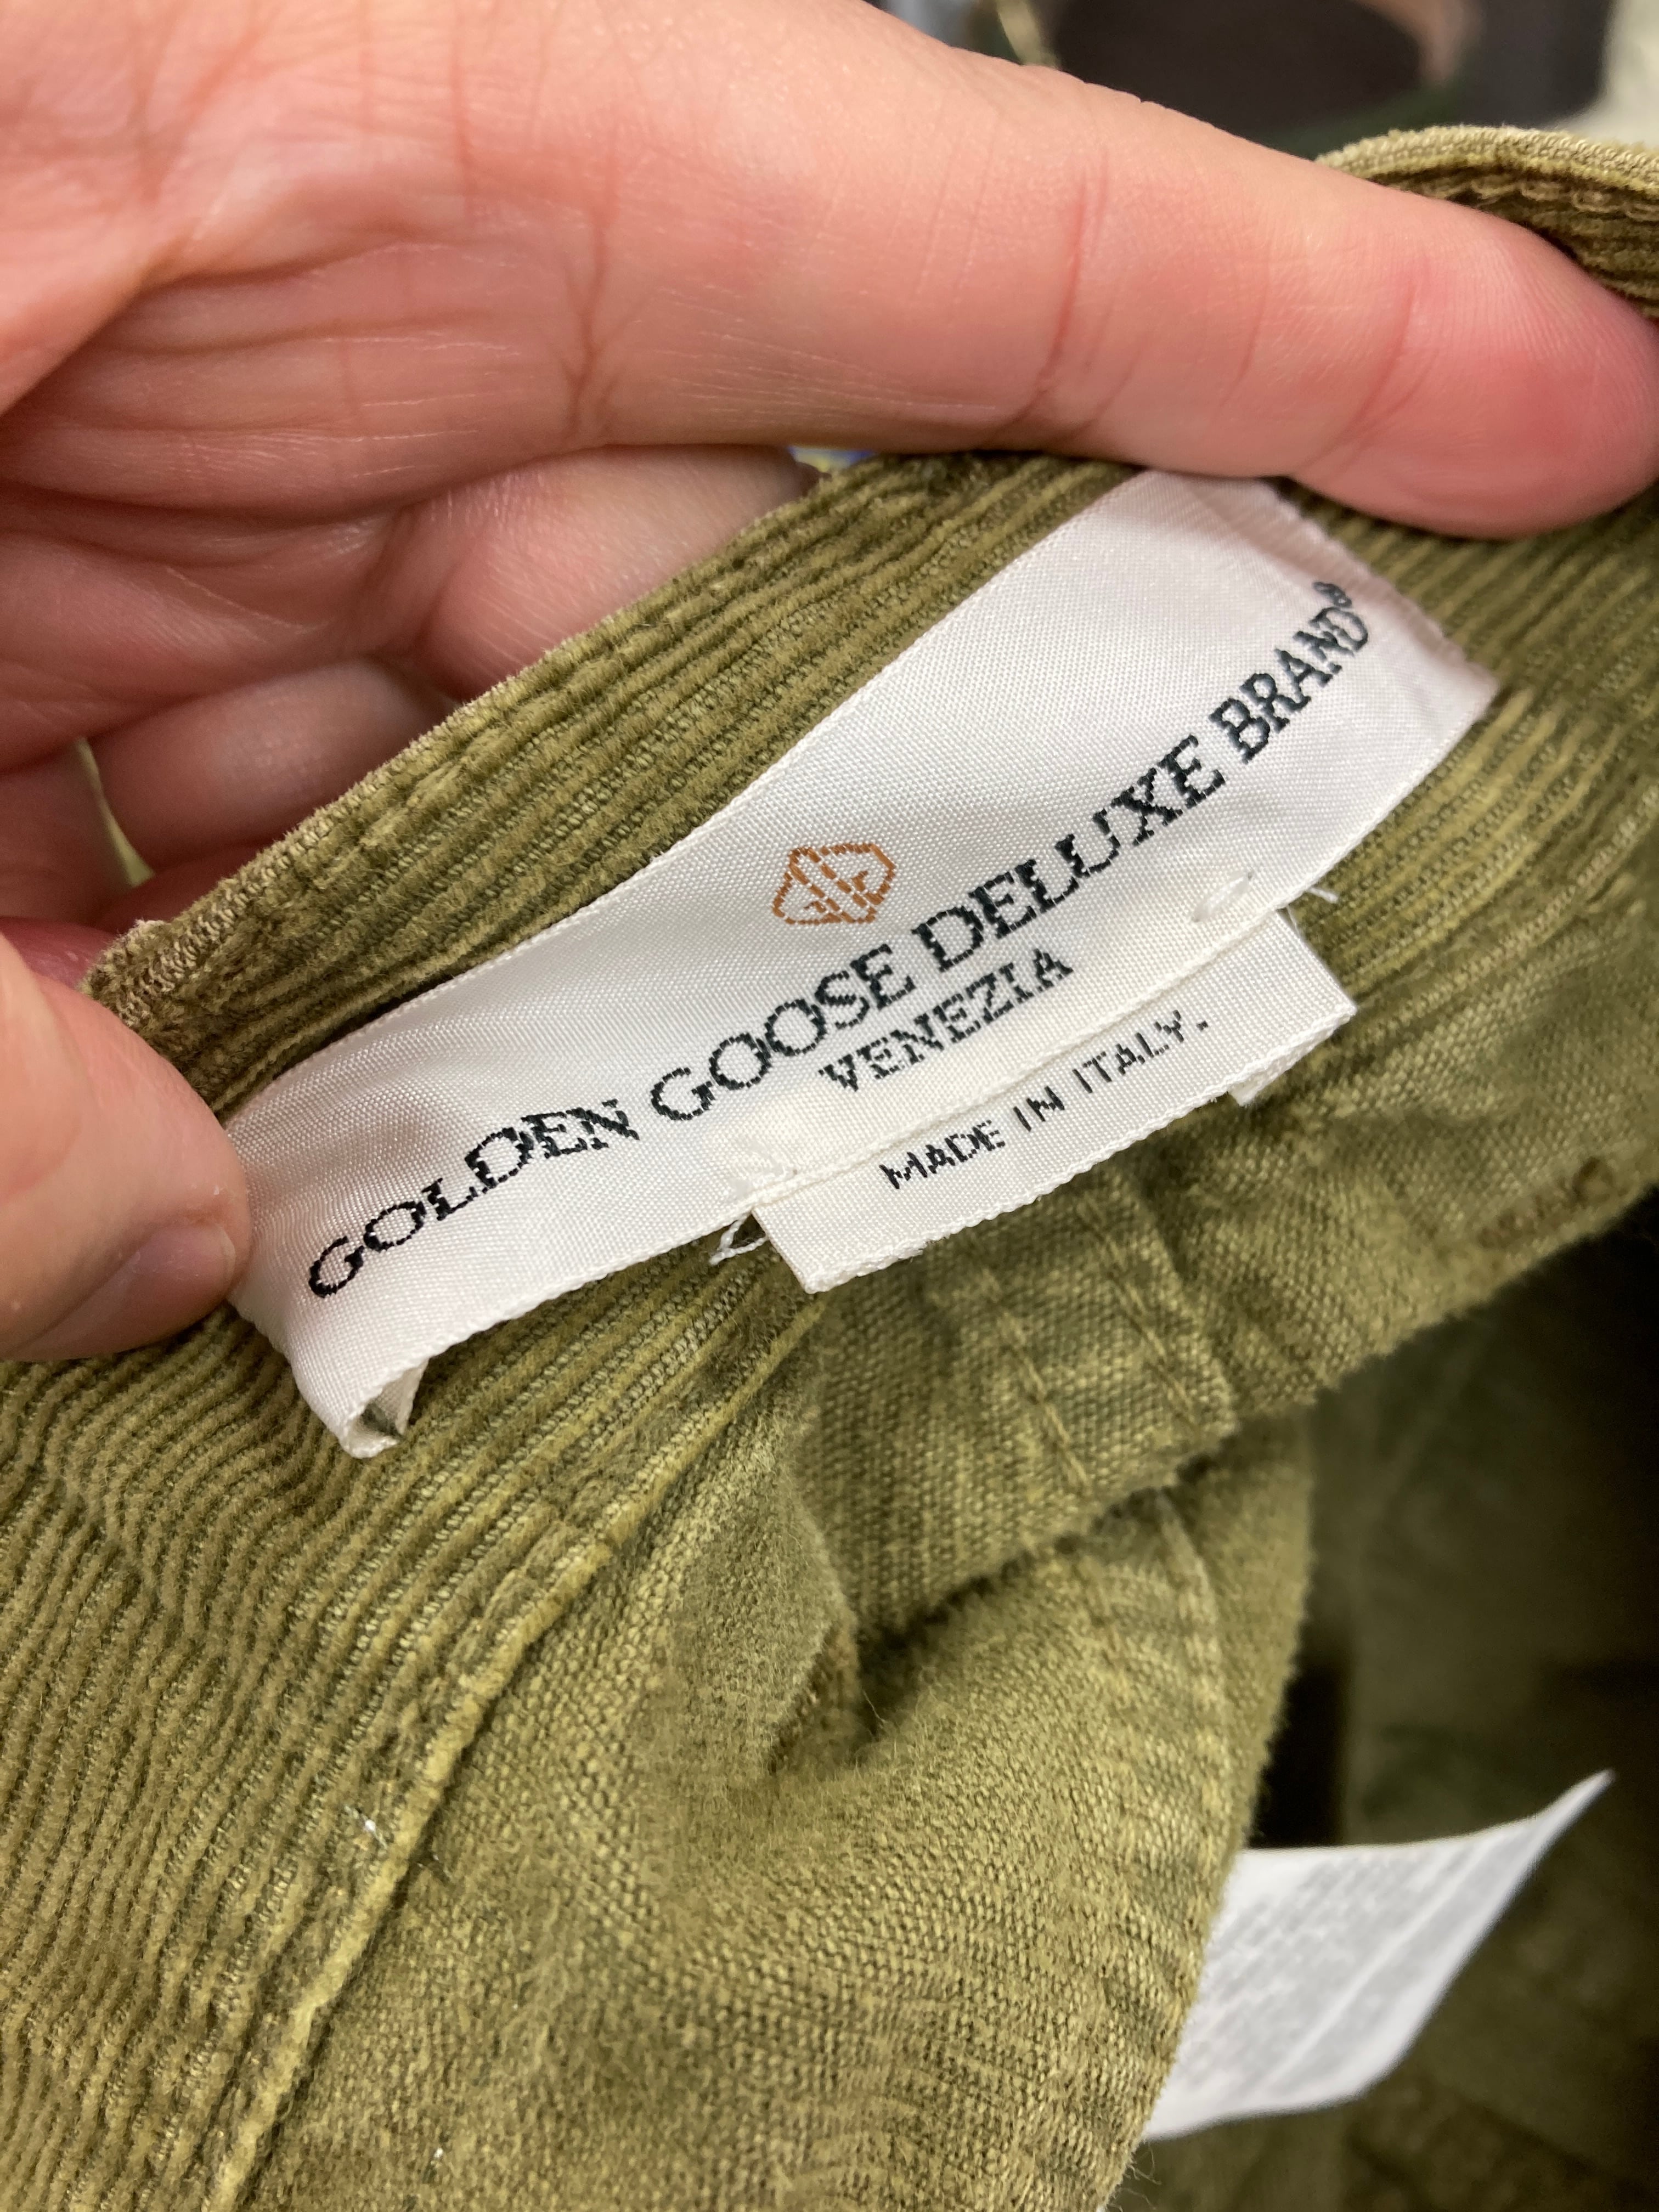 GOLDEN GOOSE DELUXE BRAND®
VENEZIA
MADE IN ITALY.